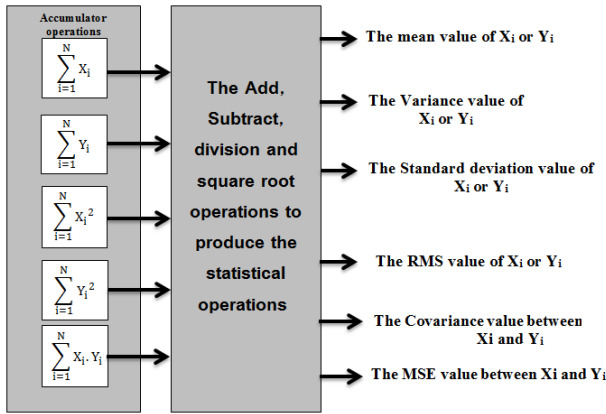 Accumulator
operations
N
∑ Xᵢ
i=1
N
∑ Yᵢ
i=1
N
∑ Xᵢ²
i=1
N
∑ Yᵢ²
i=1
N
∑ Xᵢ. Yᵢ
i=1
The Add,
Subtract,
division and
square root
operations to
produce the
statistical
operations
The mean value of Xᵢ or Yᵢ
The Variance value of
Xᵢ or Yᵢ
The Standard deviation value of
Xᵢ or Yᵢ
The RMS value of Xᵢ or Yᵢ
The Covariance value between
Xi and Yᵢ
The MSE value between Xi and Yᵢ